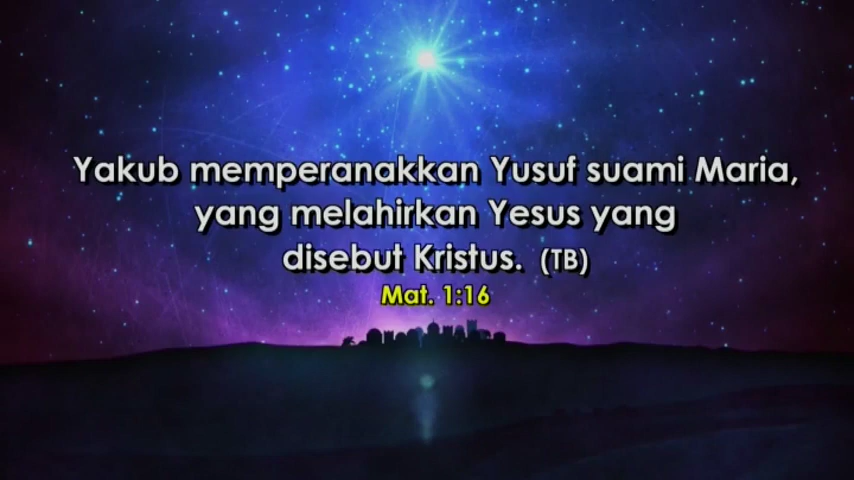 Yakub memperanakkan Yusuf suami Maria,
yang melahirkan Yesus yang
disebut Kristus. (TB)
Mat. 1:16